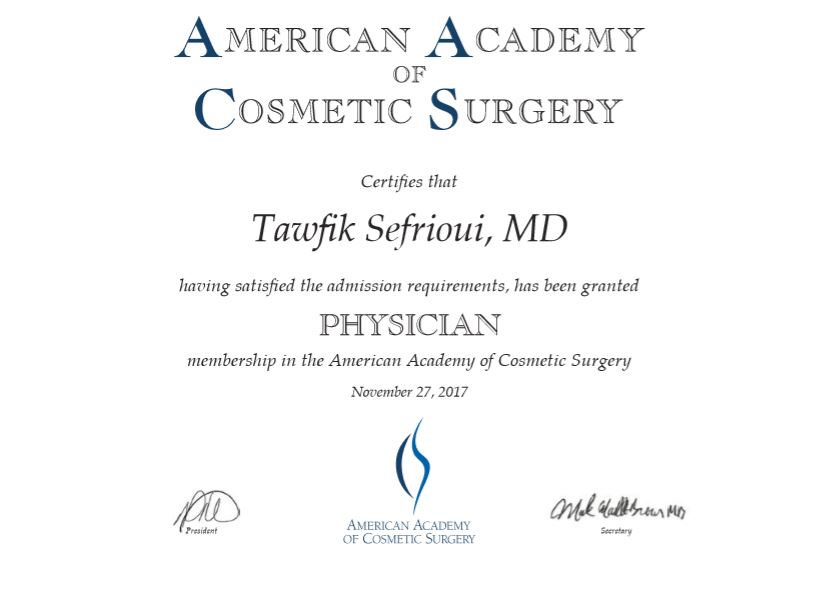 AMERICAN ACADEMY
OF
COSMETIC SURGERY
Certifies that
Tawfik Sefrioui, MD
having satisfied the admission requirements, has been granted
PHYSICIAN
membership in the American Academy of Cosmetic Surgery
November 27, 2017
President
AMERICAN ACADEMY
OF COSMETIC SURGERY
Secretary